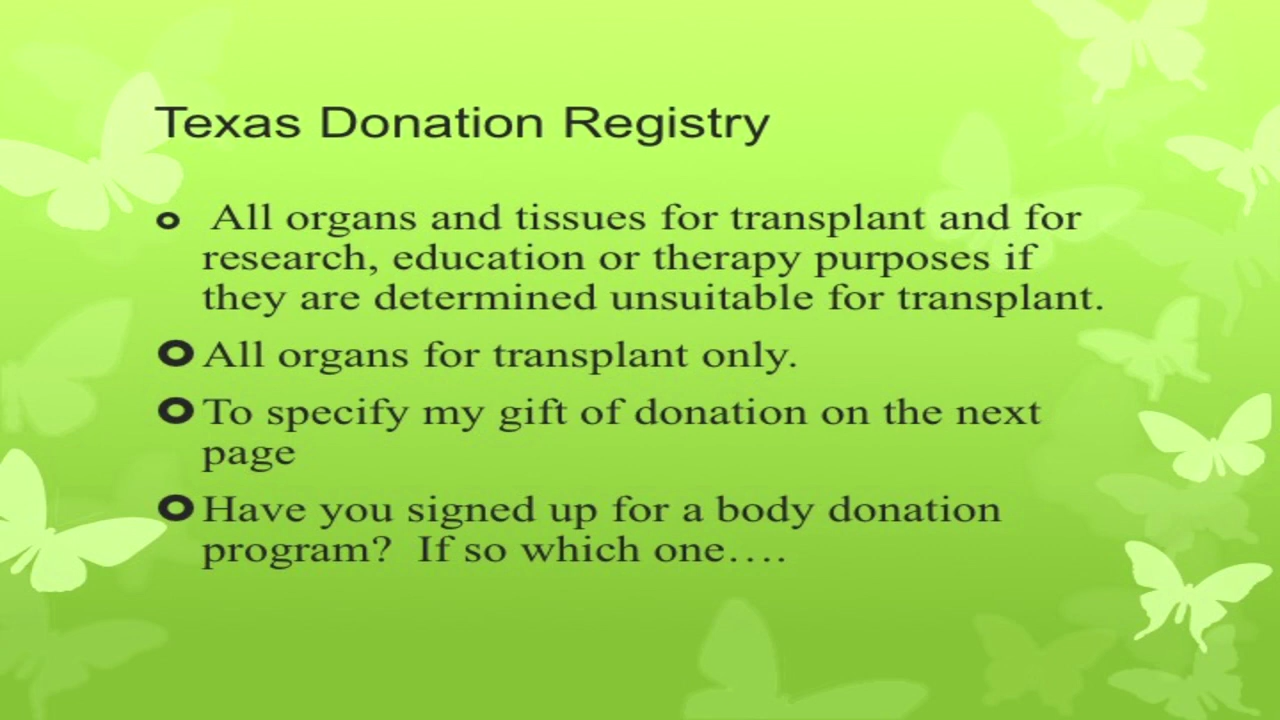 Texas Donation Registry
All organs and tissues for transplant and for
research, education or therapy purposes if
they are determined unsuitable for transplant.
All organs for transplant only.
To specify my gift of donation on the next
page
Have you signed up for a body donation
program?  If so which one….